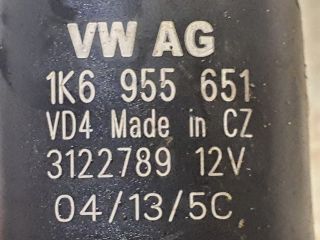 VW AG
1K6 955 651
VD4 Made in CZ
3122789 12V
04/13/5C